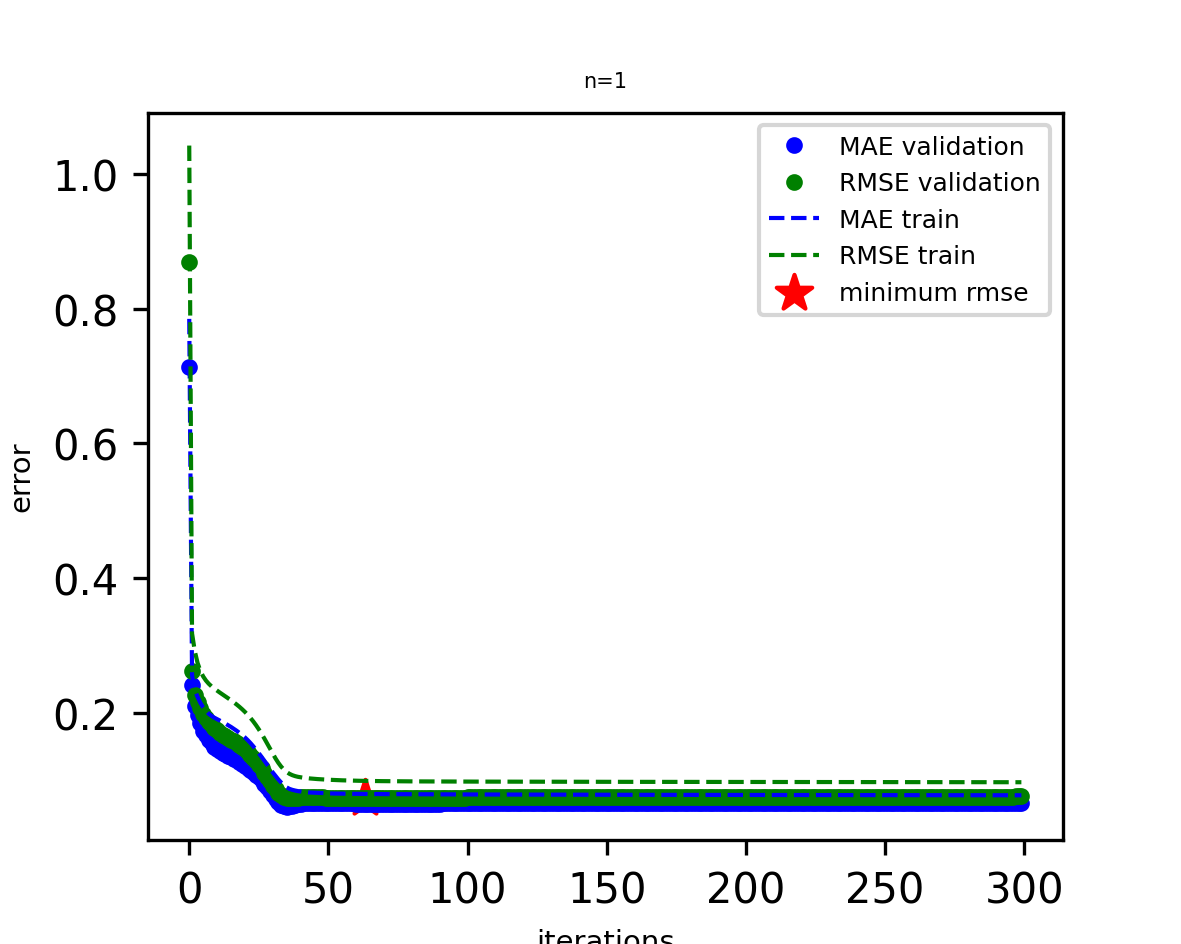 n=1
MAE validation
RMSE validation
MAE train
RMSE train
minimum rmse
1.0
0.8
0.6
0.4
0.2
error
0 50 100 150 200 250 300
iterations